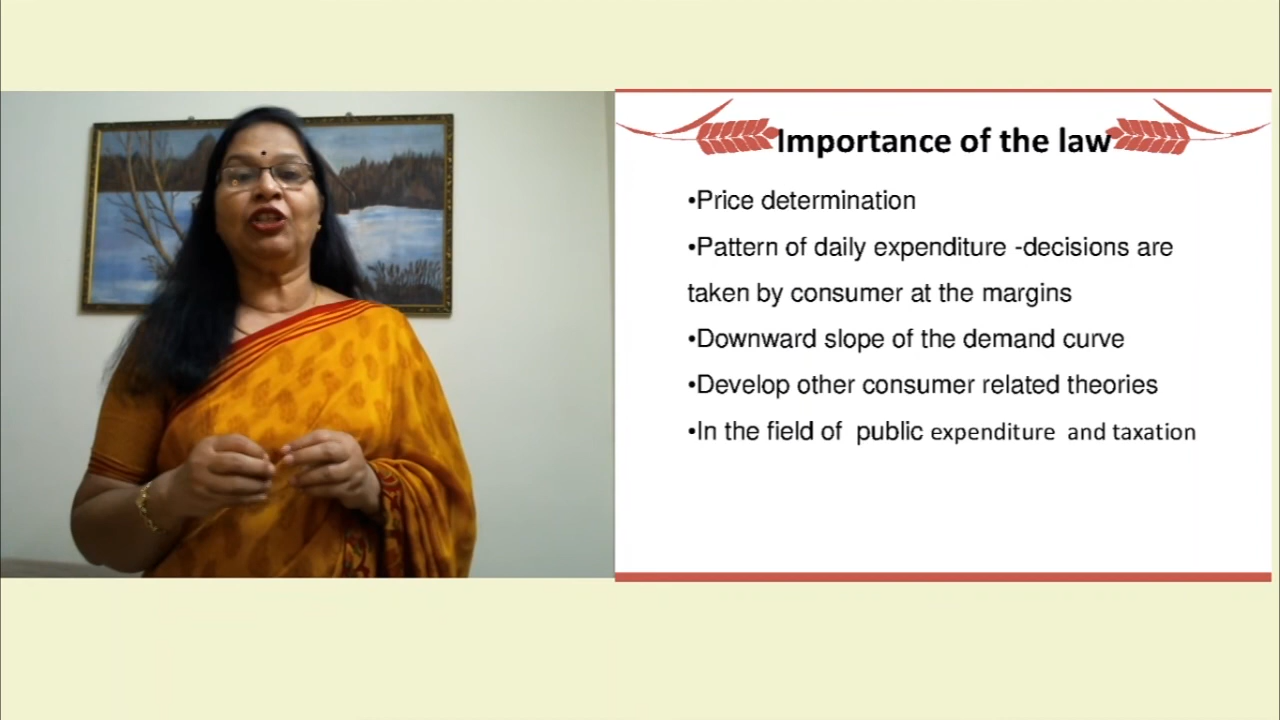 Importance of the law
•Price determination
•Pattern of daily expenditure -decisions are
taken by consumer at the margins
•Downward slope of the demand curve
•Develop other consumer related theories
•In the field of  public expenditure  and taxation